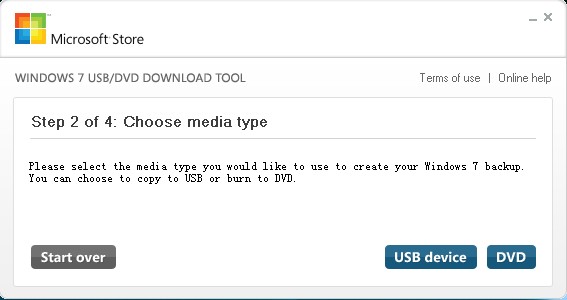 Microsoft Store
WINDOWS 7 USB/DVD DOWNLOAD TOOL
Terms of use | Online help
Step 2 of 4: Choose media type
Please select the media type you would like to use to create your Windows 7 backup.
You can choose to copy to USB or burn to DVD.
Start over
USB device
DVD